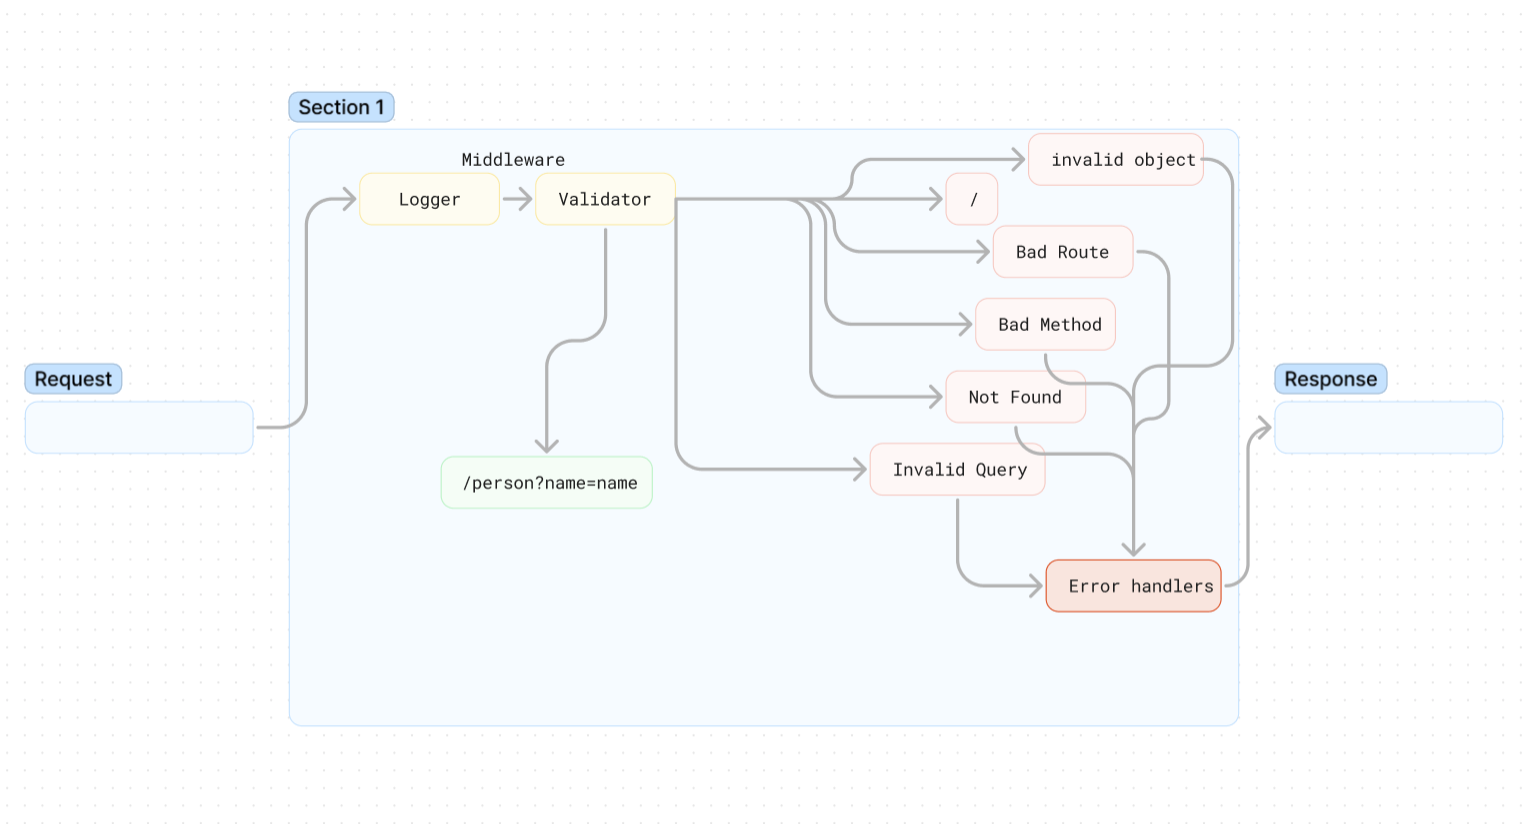 Section 1
Middleware
Logger
Validator
invalid object
/
Bad Route
Bad Method
Request
Response
Not Found
Invalid Query
/person?name=name
Error handlers